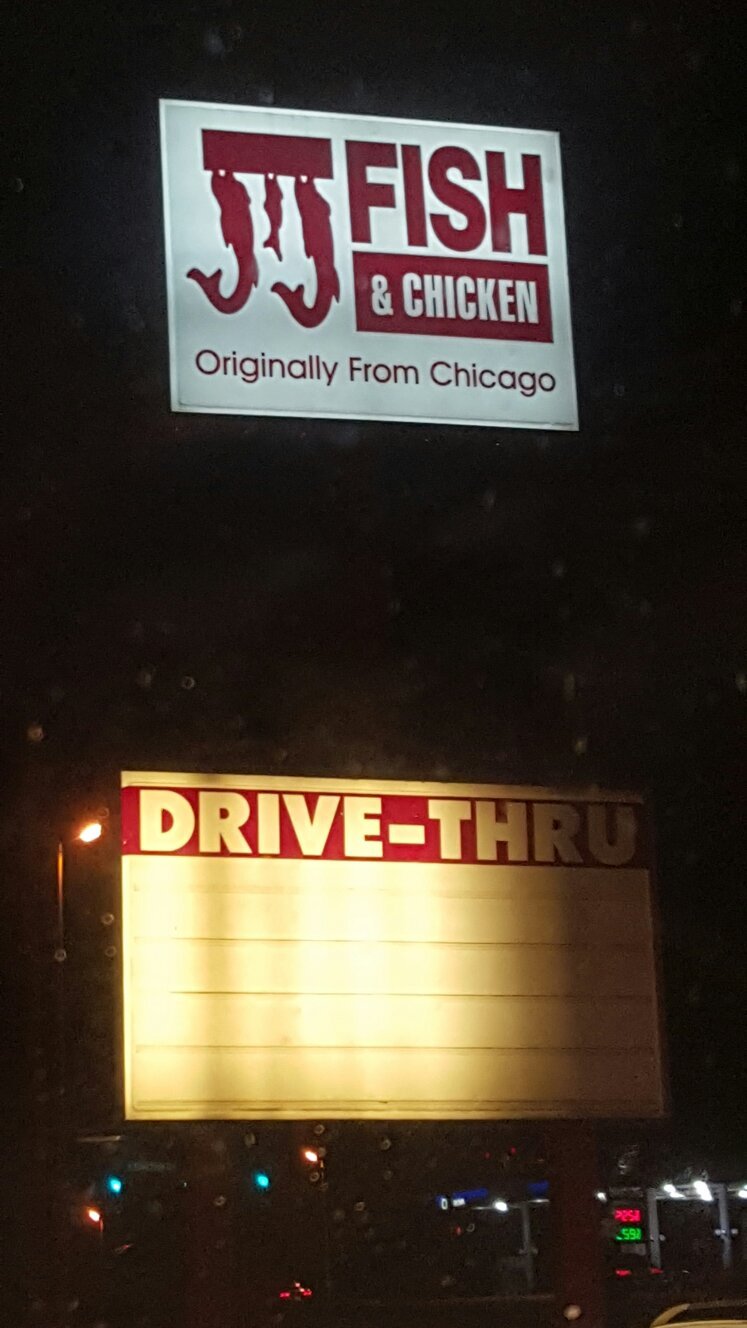 JJ FISH
& CHICKEN
Originally From Chicago
DRIVE-THRU